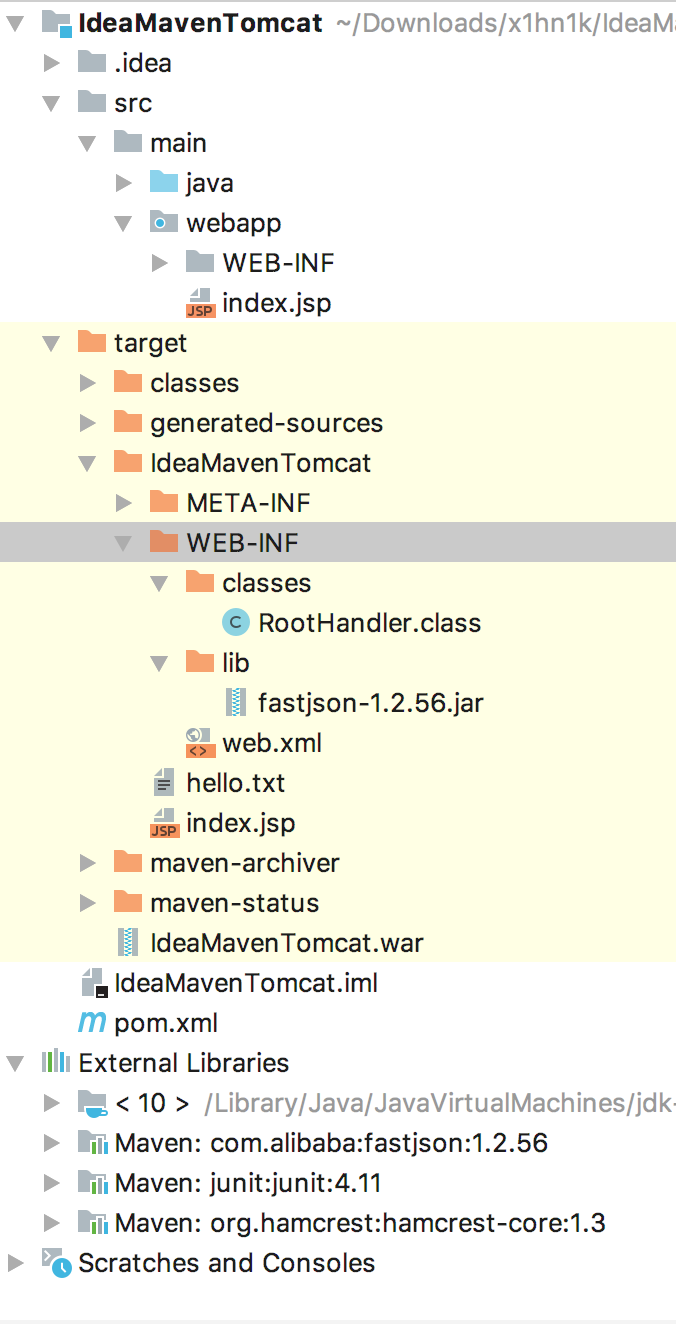 IdeaMavenTomcat ~/Downloads/x1hn1k/IdeaM
.idea
src
main
java
webapp
WEB-INF
JSP index.jsp
target
classes
generated-sources
IdeaMavenTomcat
META-INF
WEB-INF
classes
C RootHandler.class
lib
fastjson-1.2.56.jar
<> web.xml
hello.txt
JSP index.jsp
maven-archiver
maven-status
IdeaMavenTomcat.war
IdeaMavenTomcat.iml
m pom.xml
External Libraries
< 10 > /Library/Java/JavaVirtualMachines/jdk-
Maven: com.alibaba:fastjson:1.2.56
Maven: junit:junit:4.11
Maven: org.hamcrest:hamcrest-core:1.3
Scratches and Consoles